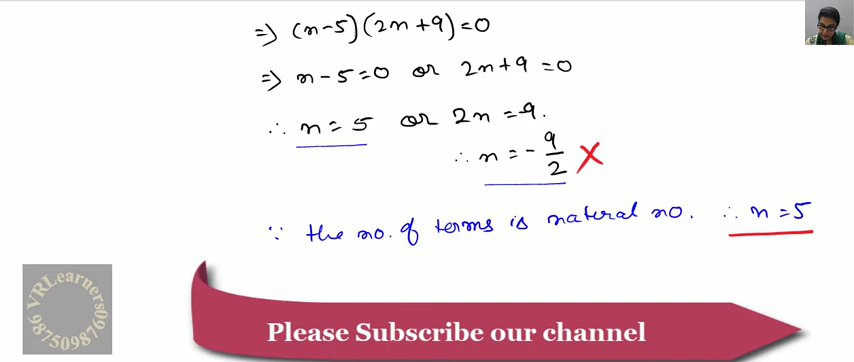 ⇒ (n-5)(2n+9)=0
⇒ n-5=0 or 2n+9=0
∴ n=5 or 2n=-9.
∴ n=-9/2 ×
∵ the no. of terms is natural no. ∴ n=5
VRLearners
9875098760
Please Subscribe our channel